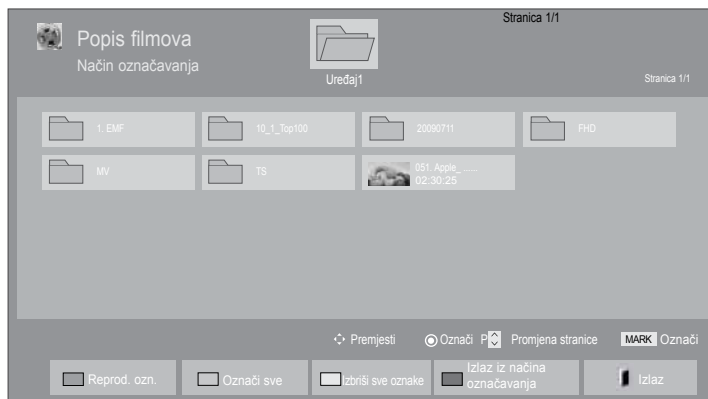 Stranica 1/1
Popis filmova
Način označavanja
Uređaj1
Stranica 1/1
1. EMF
10_1_Top100
20090711
FHD
MV
TS
051. Apple_ ......
02:30:25
Premjesti
Označi
P
Promjena stranice
MARK Označi
Reprod. ozn.
Označi sve
Izbriši sve oznake
Izlaz iz načina
označavanja
Izlaz